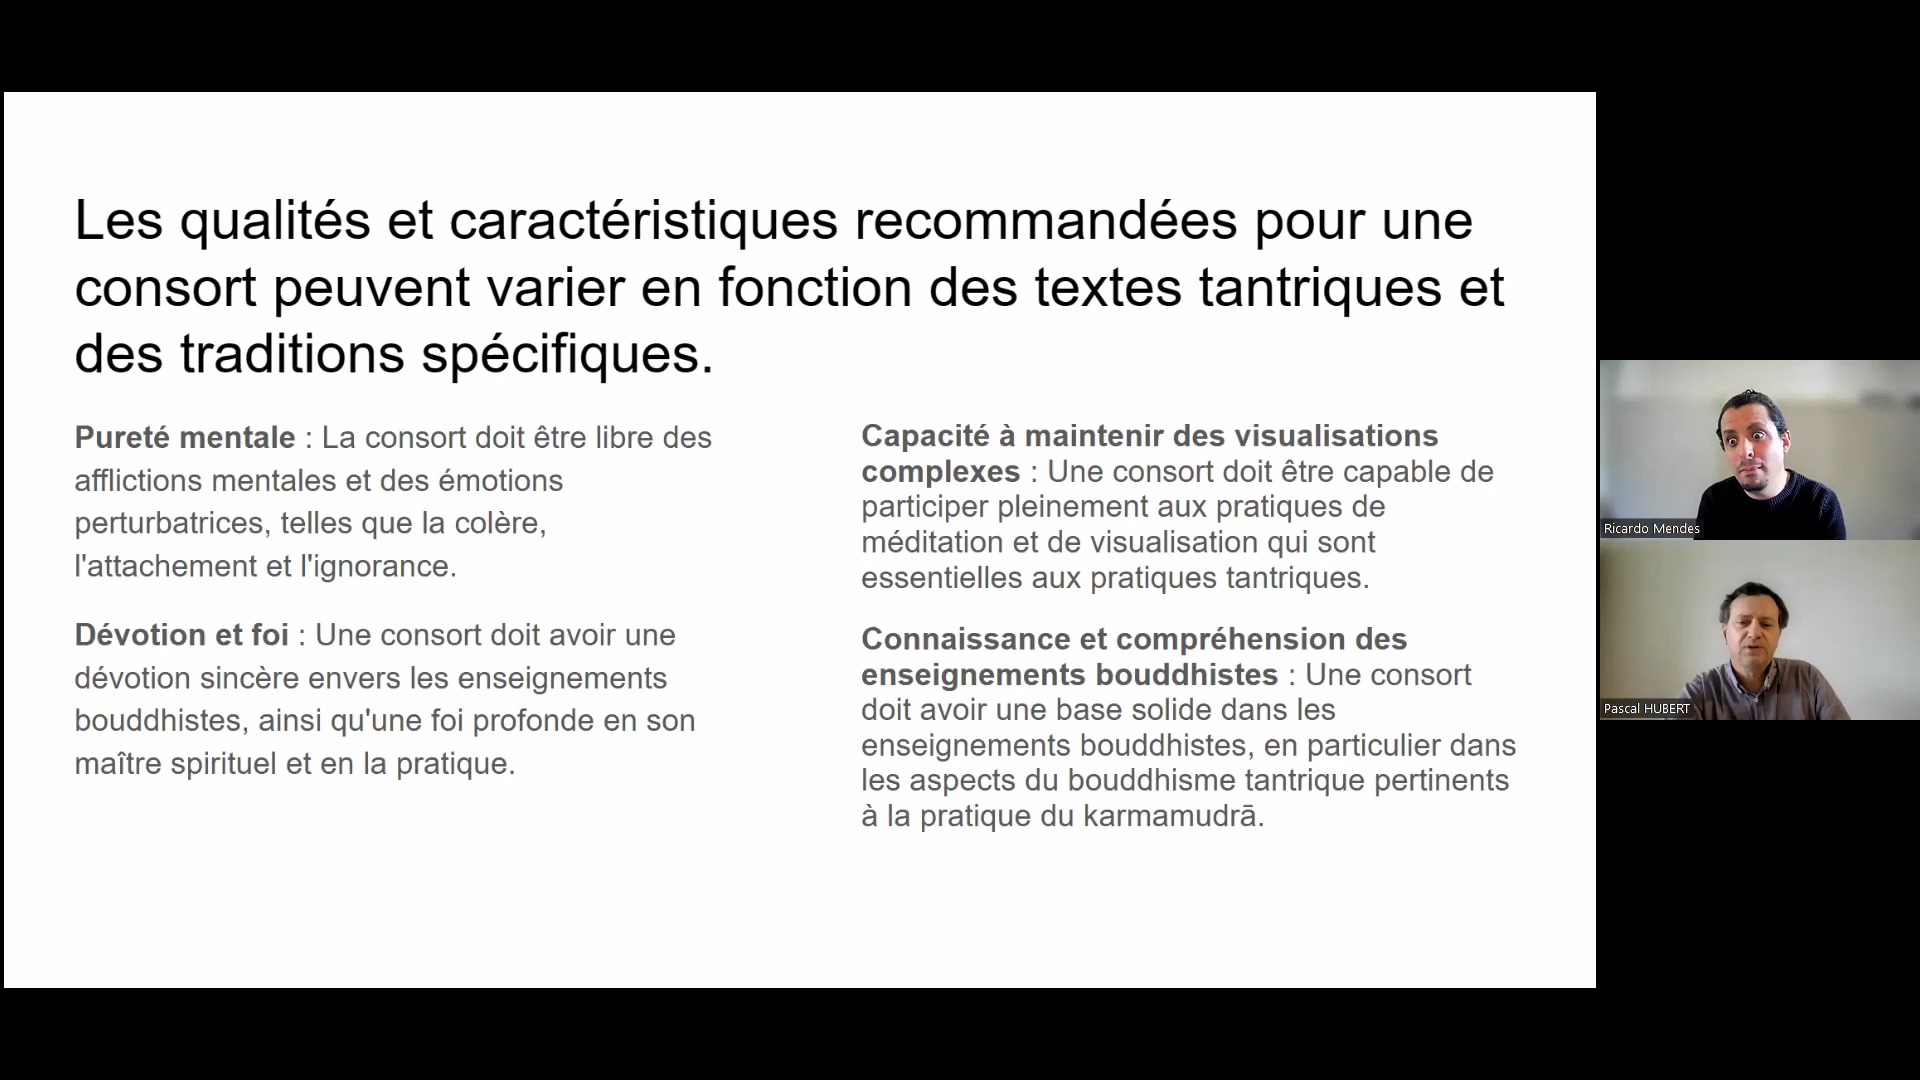 Les qualités et caractéristiques recommandées pour une
consort peuvent varier en fonction des textes tantriques et
des traditions spécifiques.
Pureté mentale : La consort doit être libre des
afflictions mentales et des émotions
perturbatrices, telles que la colère,
l'attachement et l'ignorance.
Dévotion et foi : Une consort doit avoir une
dévotion sincère envers les enseignements
bouddhistes, ainsi qu'une foi profonde en son
maître spirituel et en la pratique.
Capacité à maintenir des visualisations
complexes : Une consort doit être capable de
participer pleinement aux pratiques de
méditation et de visualisation qui sont
essentielles aux pratiques tantriques.
Connaissance et compréhension des
enseignements bouddhistes : Une consort
doit avoir une base solide dans les
enseignements bouddhistes, en particulier dans
les aspects du bouddhisme tantrique pertinents
à la pratique du karmamudrā.
Ricardo Mendes
Pascal HUBERT